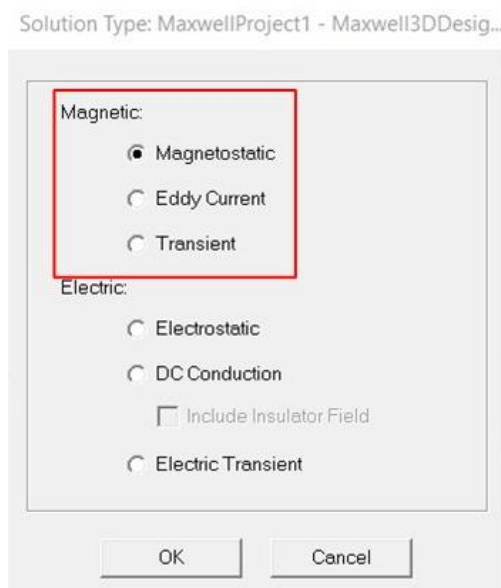 Solution Type: MaxwellProject1 - Maxwell3DDesig...
Magnetic:
Magnetostatic
Eddy Current
Transient
Electric:
Electrostatic
DC Conduction
Include Insulator Field
Electric Transient
OK
Cancel